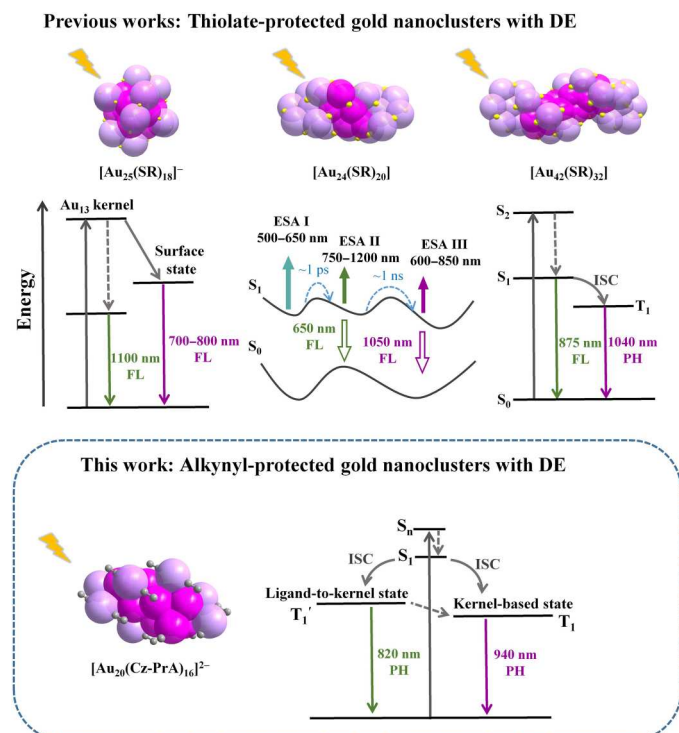 Previous works: Thiolate-protected gold nanoclusters with DE
[Au₂₅(SR)₁₈]⁻
[Au₂₄(SR)₂₀]
[Au₄₂(SR)₃₂]
Energy
Au₁₃ kernel
Surface
state
1100 nm
FL
700–800 nm
FL
ESA I
500–650 nm
ESA II
750–1200 nm
ESA III
600–850 nm
S₁
~1 ps
~1 ns
650 nm
FL
1050 nm
FL
S₀
S₂
S₁
ISC
T₁
875 nm
FL
1040 nm
PH
S₀
This work: Alkynyl-protected gold nanoclusters with DE
[Au₂₀(Cz-PrA)₁₆]²⁻
Sₙ
S₁
ISC
ISC
Ligand-to-kernel state
T₁′
Kernel-based state
T₁
820 nm
PH
940 nm
PH